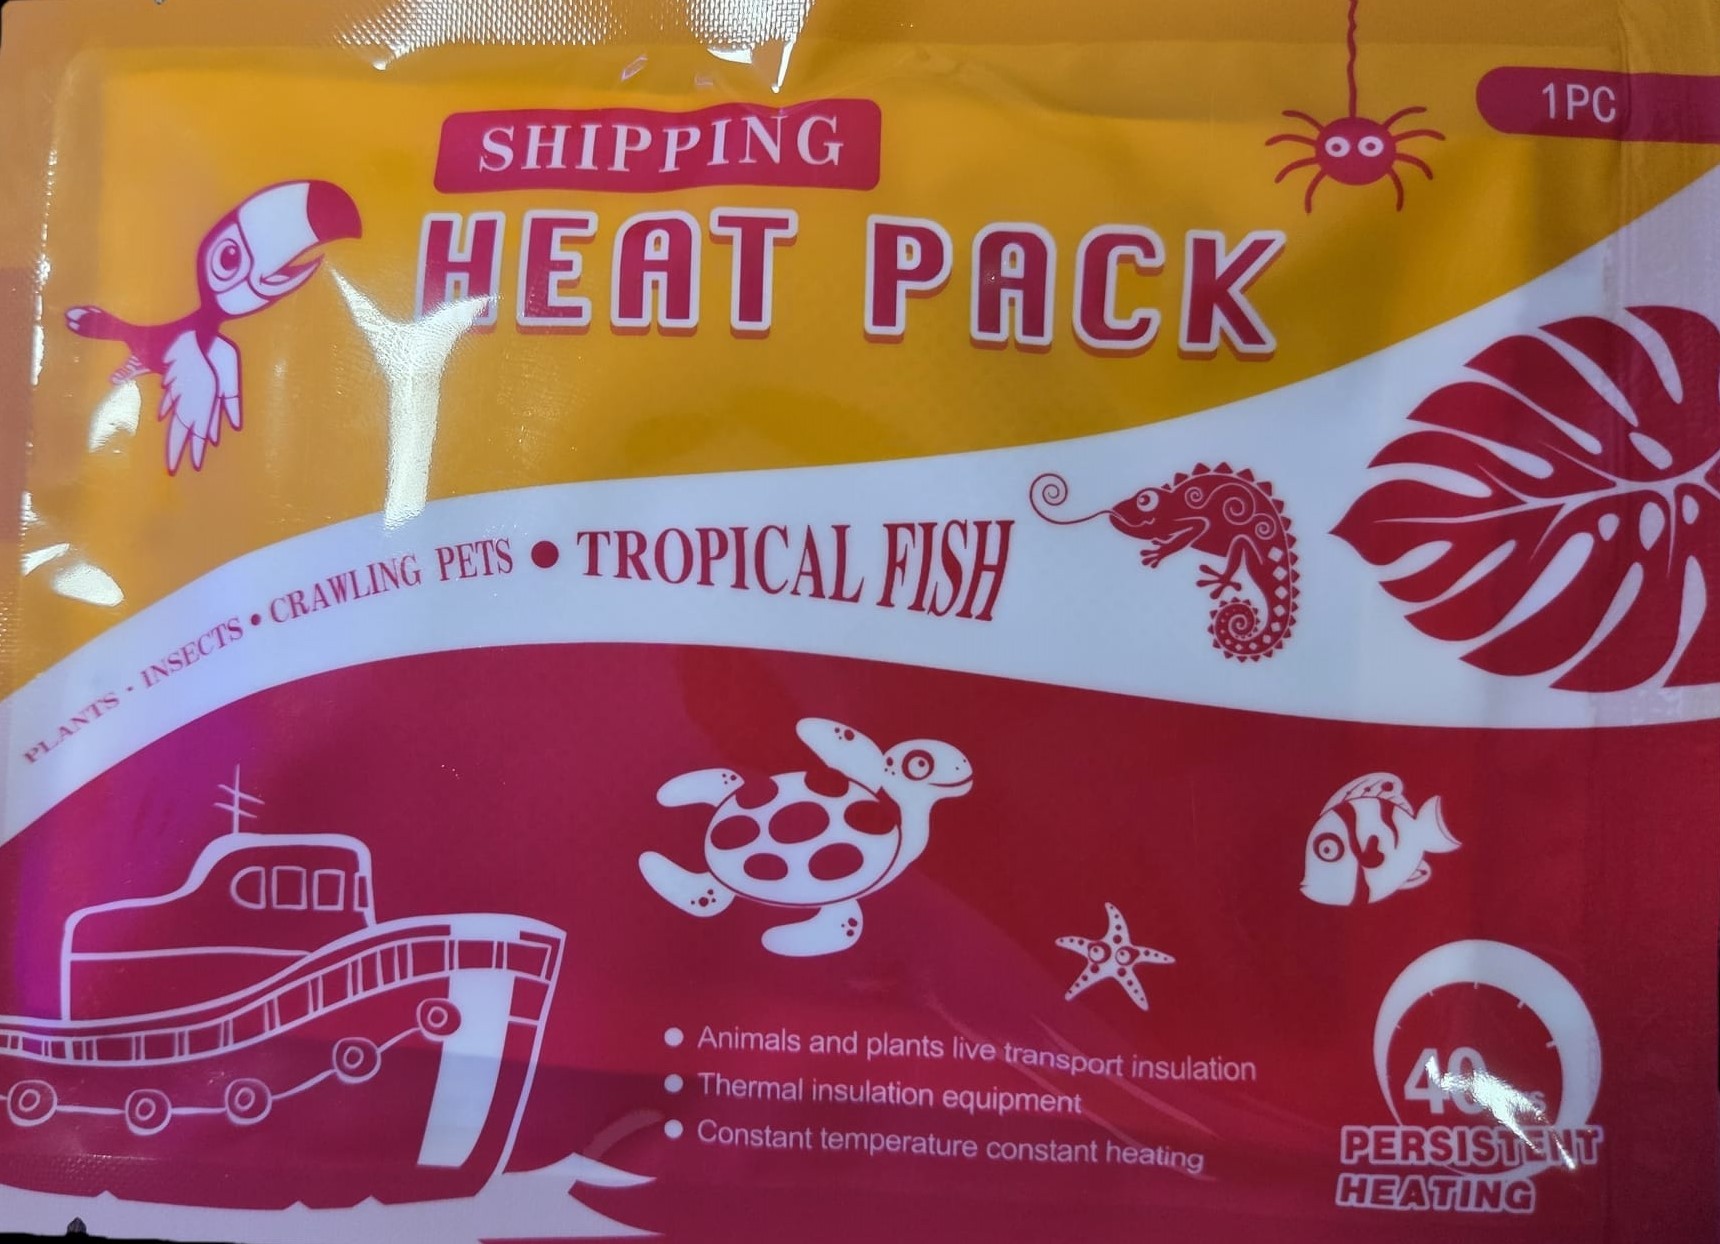 1PC
SHIPPING
HEAT PACK
PLANTS - INSECTS • CRAWLING PETS • TROPICAL FISH
• Animals and plants live transport insulation
• Thermal insulation equipment
• Constant temperature constant heating
40
PERSISTENT
HEATING